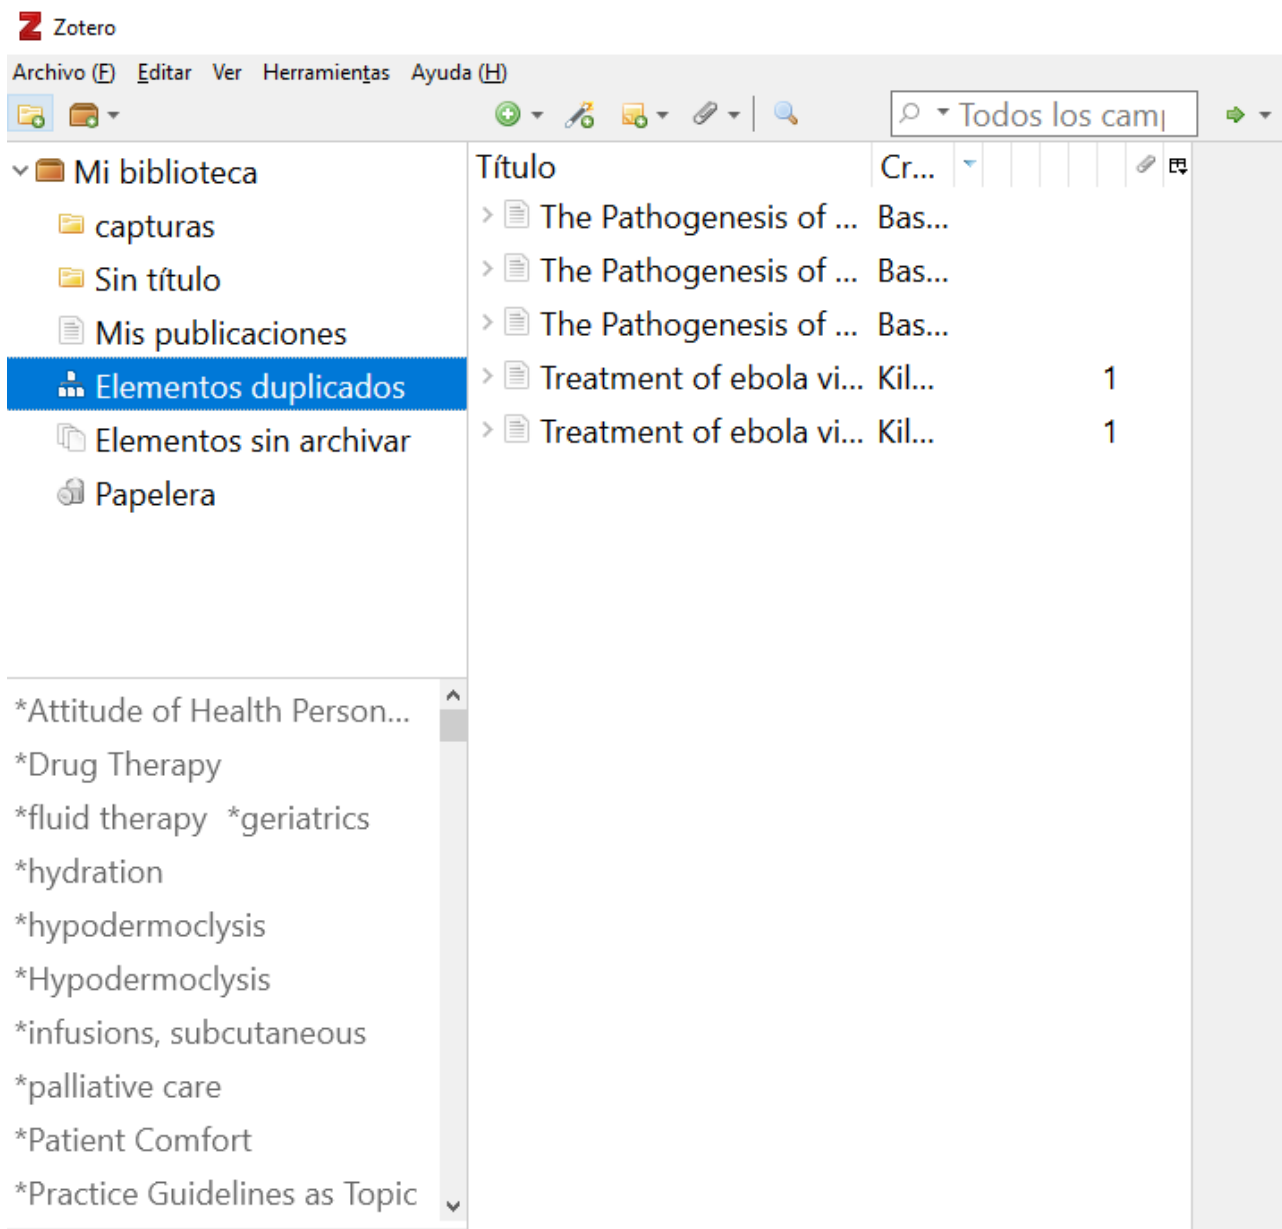 Zotero
Archivo (F) Editar Ver Herramientas Ayuda (H)
Todos los cam
Mi biblioteca
capturas
Sin título
Mis publicaciones
Elementos duplicados
Elementos sin archivar
Papelera
Título Cr...
The Pathogenesis of ... Bas...
The Pathogenesis of ... Bas...
The Pathogenesis of ... Bas...
Treatment of ebola vi... Kil... 1
Treatment of ebola vi... Kil... 1
*Attitude of Health Person...
*Drug Therapy
*fluid therapy *geriatrics
*hydration
*hypodermoclysis
*Hypodermoclysis
*infusions, subcutaneous
*palliative care
*Patient Comfort
*Practice Guidelines as Topic